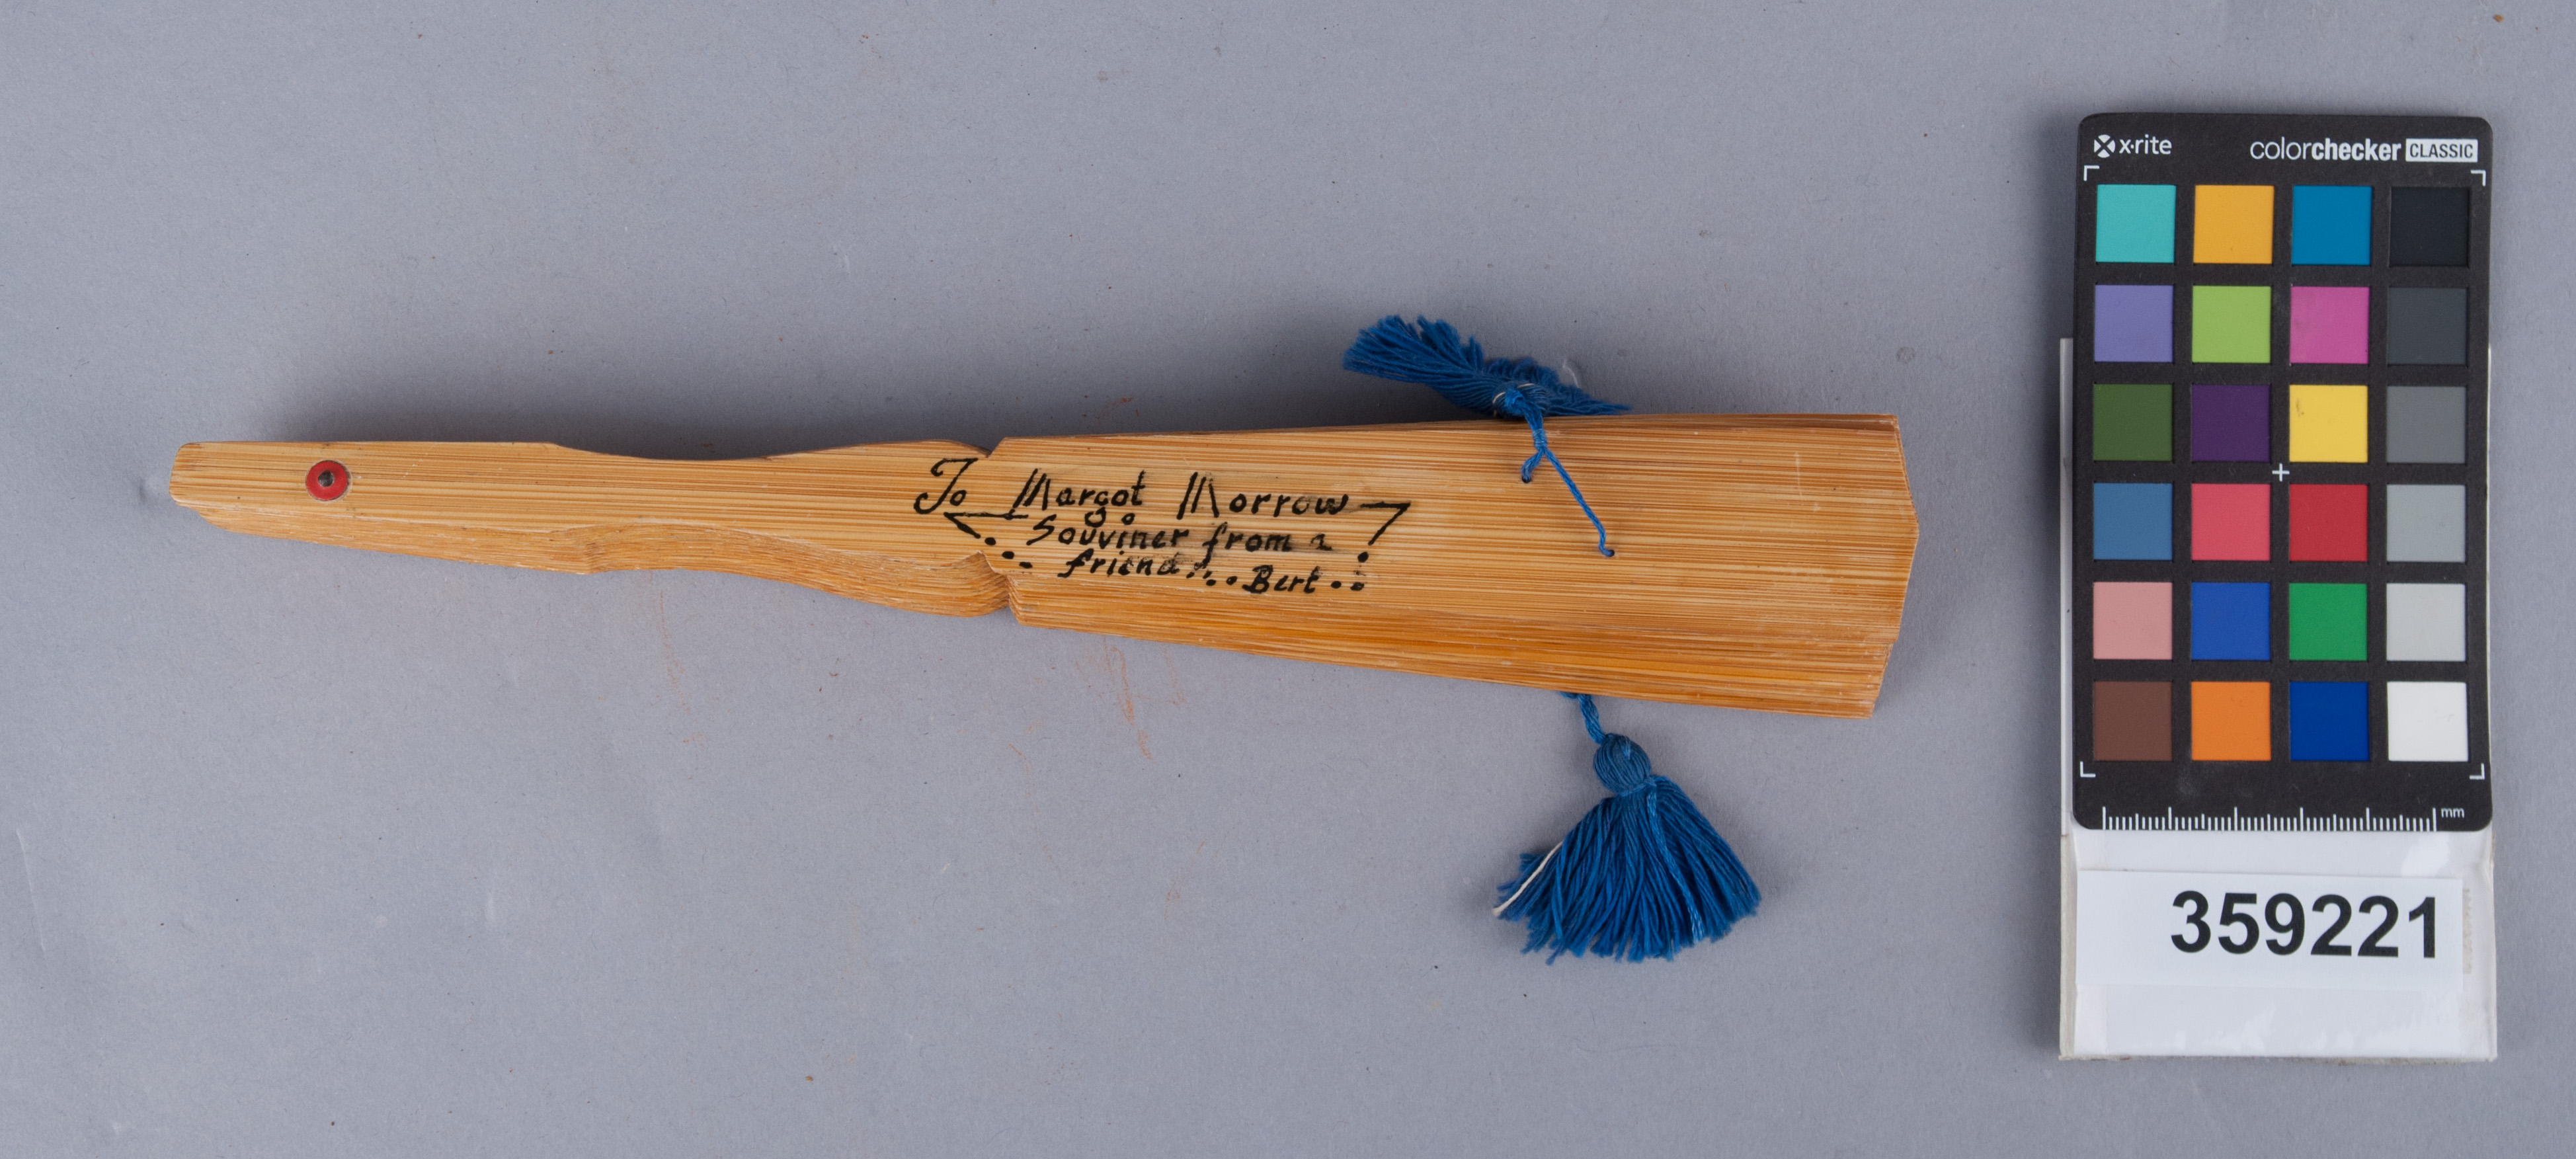 To Margot Morrow
Souviner from a
friend... Bert...
x·rite
colorchecker CLASSIC
mm
359221